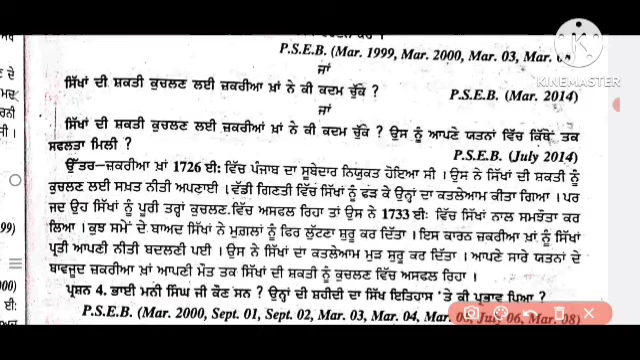 P.S.E.B. (Mar. 1999, Mar. 2000, Mar. 03, Mar.
ਜਾਂ
ਸਿੱਖਾਂ ਦੀ ਸ਼ਕਤੀ ਕੁਚਲਣ ਲਈ ਜ਼ਕਰੀਆ ਖ਼ਾਂ ਨੇ ਕੀ ਕਦਮ ਚੁੱਕੇ ? P.S.E.B. (Mar. 2014)
ਜਾਂ
ਸਿੱਖਾਂ ਦੀ ਸ਼ਕਤੀ ਕੁਚਲਣ ਲਈ ਜ਼ਕਰੀਆਂ ਖ਼ਾਂ ਨੇ ਕੀ ਕਦਮ ਚੁੱਕੇ ? ਉਸ ਨੂੰ ਆਪਣੇ ਯਤਨਾਂ ਵਿੱਚ ਕਿੱਥੋਂ ਤਕ
ਸਫਲਤਾ ਮਿਲੀ ? P.S.E.B. (July 2014)
ਉੱਤਰ–ਜ਼ਕਰੀਆ ਖ਼ਾਂ 1726 ਈ: ਵਿੱਚ ਪੰਜਾਬ ਦਾ ਸੂਬੇਦਾਰ ਨਿਯੁਕਤ ਹੋਇਆ ਸੀ। ਉਸ ਨੇ ਸਿੱਖਾਂ ਦੀ ਸ਼ਕਤੀ ਨੂੰ
ਕੁਚਲਣ ਲਈ ਸਖ਼ਤ ਨੀਤੀ ਅਪਣਾਈ। ਵੱਡੀ ਗਿਣਤੀ ਵਿੱਚ ਸਿੱਖਾਂ ਨੂੰ ਫੜ ਕੇ ਉਨ੍ਹਾਂ ਦਾ ਕਤਲੇਆਮ ਕੀਤਾ ਗਿਆ। ਪਰ
ਜਦ ਉਹ ਸਿੱਖਾਂ ਨੂੰ ਪੂਰੀ ਤਰ੍ਹਾਂ ਕੁਚਲਣ ਵਿੱਚ ਅਸਫਲ ਰਿਹਾ ਤਾਂ ਉਸ ਨੇ 1733 ਈ: ਵਿੱਚ ਸਿੱਖਾਂ ਨਾਲ ਸਮਝੌਤਾ ਕਰ
ਲਿਆ। ਕੁਝ ਸਮੇਂ ਦੇ ਬਾਅਦ ਸਿੱਖਾਂ ਨੇ ਮੁਗ਼ਲਾਂ ਨੂੰ ਫਿਰ ਲੁੱਟਣਾ ਸ਼ੁਰੂ ਕਰ ਦਿੱਤਾ। ਇਸ ਕਾਰਨ ਜ਼ਕਰੀਆ ਖ਼ਾਂ ਨੂੰ ਸਿੱਖਾਂ
ਪ੍ਰਤੀ ਆਪਣੀ ਨੀਤੀ ਬਦਲਣੀ ਪਈ। ਉਸ ਨੇ ਸਿੱਖਾਂ ਦਾ ਕਤਲੇਆਮ ਮੁੜ ਸ਼ੁਰੂ ਕਰ ਦਿੱਤਾ। ਆਪਣੇ ਸਾਰੇ ਯਤਨਾਂ ਦੇ
ਬਾਵਜੂਦ ਜ਼ਕਰੀਆ ਖ਼ਾਂ ਆਪਣੀ ਮੌਤ ਤਕ ਸਿੱਖਾਂ ਦੀ ਸ਼ਕਤੀ ਨੂੰ ਕੁਚਲਣ ਵਿੱਚ ਅਸਫਲ ਰਿਹਾ।
ਪ੍ਰਸ਼ਨ 4. ਭਾਈ ਮਨੀ ਸਿੰਘ ਜੀ ਕੌਣ ਸਨ ? ਉਨ੍ਹਾਂ ਦੀ ਸ਼ਹੀਦੀ ਦਾ ਸਿੱਖ ਇਤਿਹਾਸ 'ਤੇ ਕੀ ਪ੍ਰਭਾਵ ਪਿਆ ?
P.S.E.B. (Mar. 2000, Sept. 01, Sept. 02, Mar. 03, Mar. 04, Mar. 05, July 06, Mar. 08)
KINEMASTER